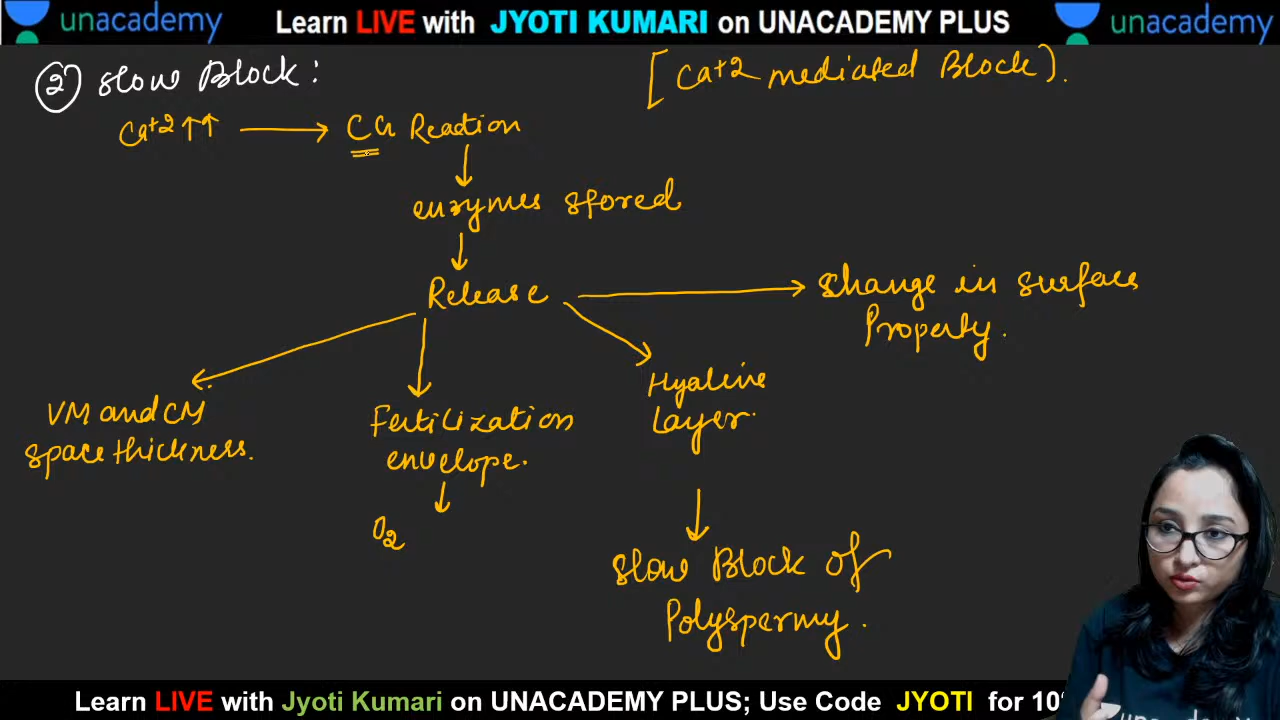 unacademy
Learn LIVE with JYOTI KUMARI on UNACADEMY PLUS
unacademy
2) Slow Block:
[Ca+2 mediated Block].
Ca+2 ↑↑ → CG Reaction
enzymes stored
Release
Change in surface
Property.
VM and CM
space thickness.
Fertilization
envelope.
O2
Hyaline
Layer.
Slow Block of
Polyspermy.
unacademy
Learn LIVE with Jyoti Kumari on UNACADEMY PLUS; Use Code JYOTI for 10